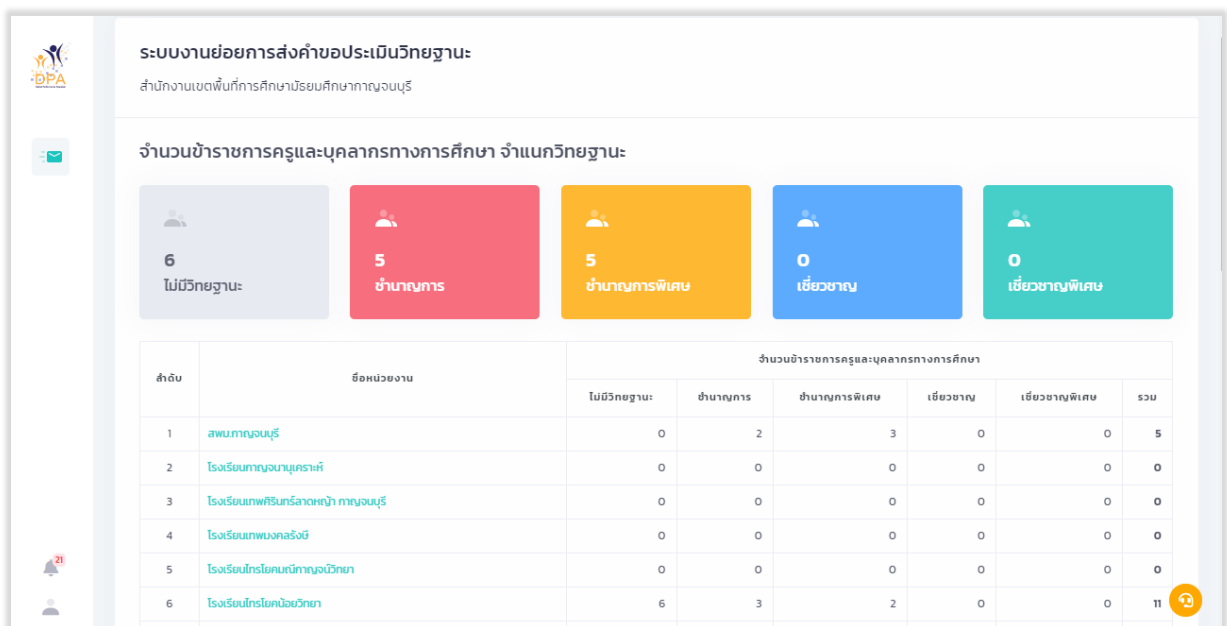 DPA
ระบบงานย่อยการส่งคำขอประเมินวิทยฐานะ
สำนักงานเขตพื้นที่การศึกษามัธยมศึกษากาญจนบุรี
จำนวนข้าราชการครูและบุคลากรทางการศึกษา จำแนกวิทยฐานะ
6 5 5 0 0
ไม่มีวิทยฐานะ ชำนาญการ ชำนาญการพิเศษ เชี่ยวชาญ เชี่ยวชาญพิเศษ
ลำดับ ชื่อหน่วยงาน จำนวนข้าราชการครูและบุคลากรทางการศึกษา
ไม่มีวิทยฐานะ ชำนาญการ ชำนาญการพิเศษ เชี่ยวชาญ เชี่ยวชาญพิเศษ รวม
1 สพม.กาญจนบุรี 0 2 3 0 0 5
2 โรงเรียนกาญจนานุเคราะห์ 0 0 0 0 0 0
3 โรงเรียนเทพศิรินทร์ลาดหญ้า กาญจนบุรี 0 0 0 0 0 0
4 โรงเรียนเทพมงคลรังษี 0 0 0 0 0 0
5 โรงเรียนไทรโยคมณีกาญจน์วิทยา 0 0 0 0 0 0
6 โรงเรียนไทรโยคน้อยวิทยา 6 3 2 0 0 11
21